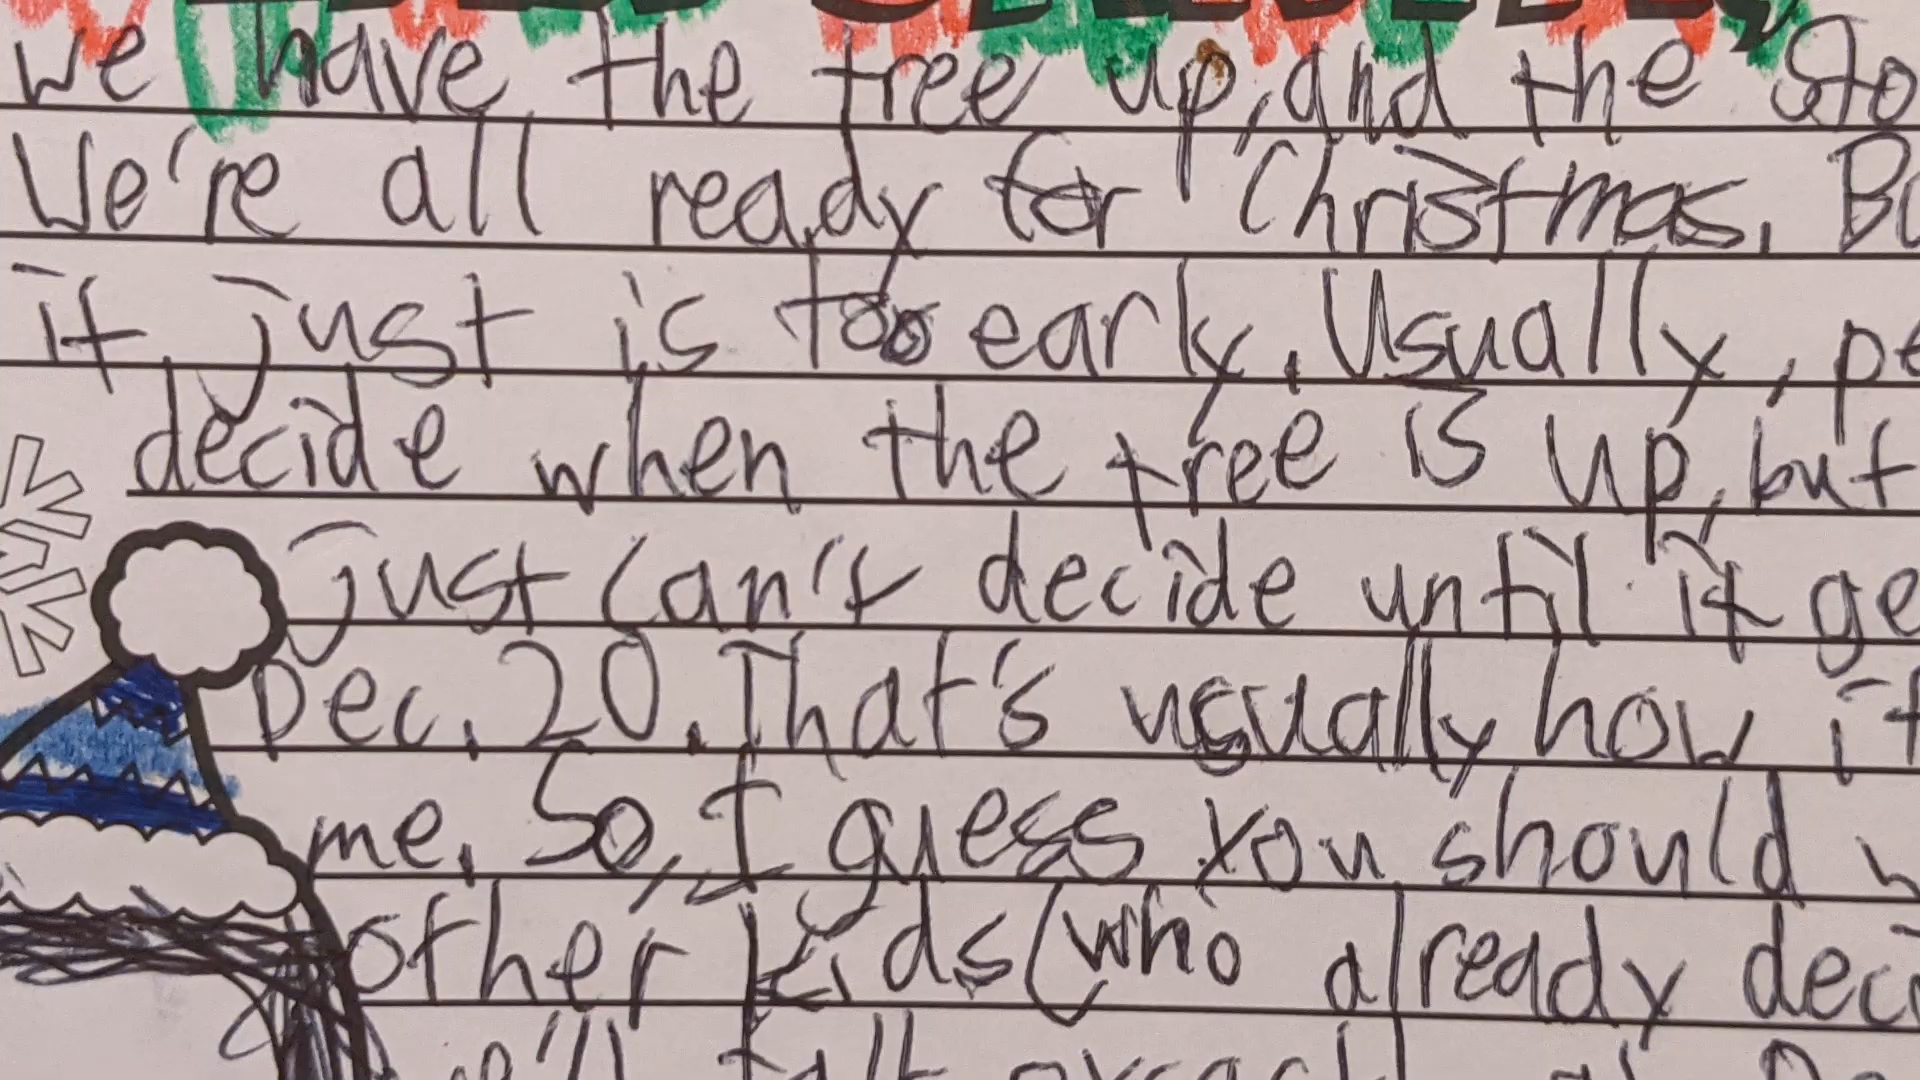 we have the tree up, and the Sto
We're all ready for Christmas. Bu
it just is too early. Usually, pe
decide when the tree is up, but
just can't decide until it ge
Dec. 20. That's usually how it
me. So, I guess you should w
other kids (who already deci